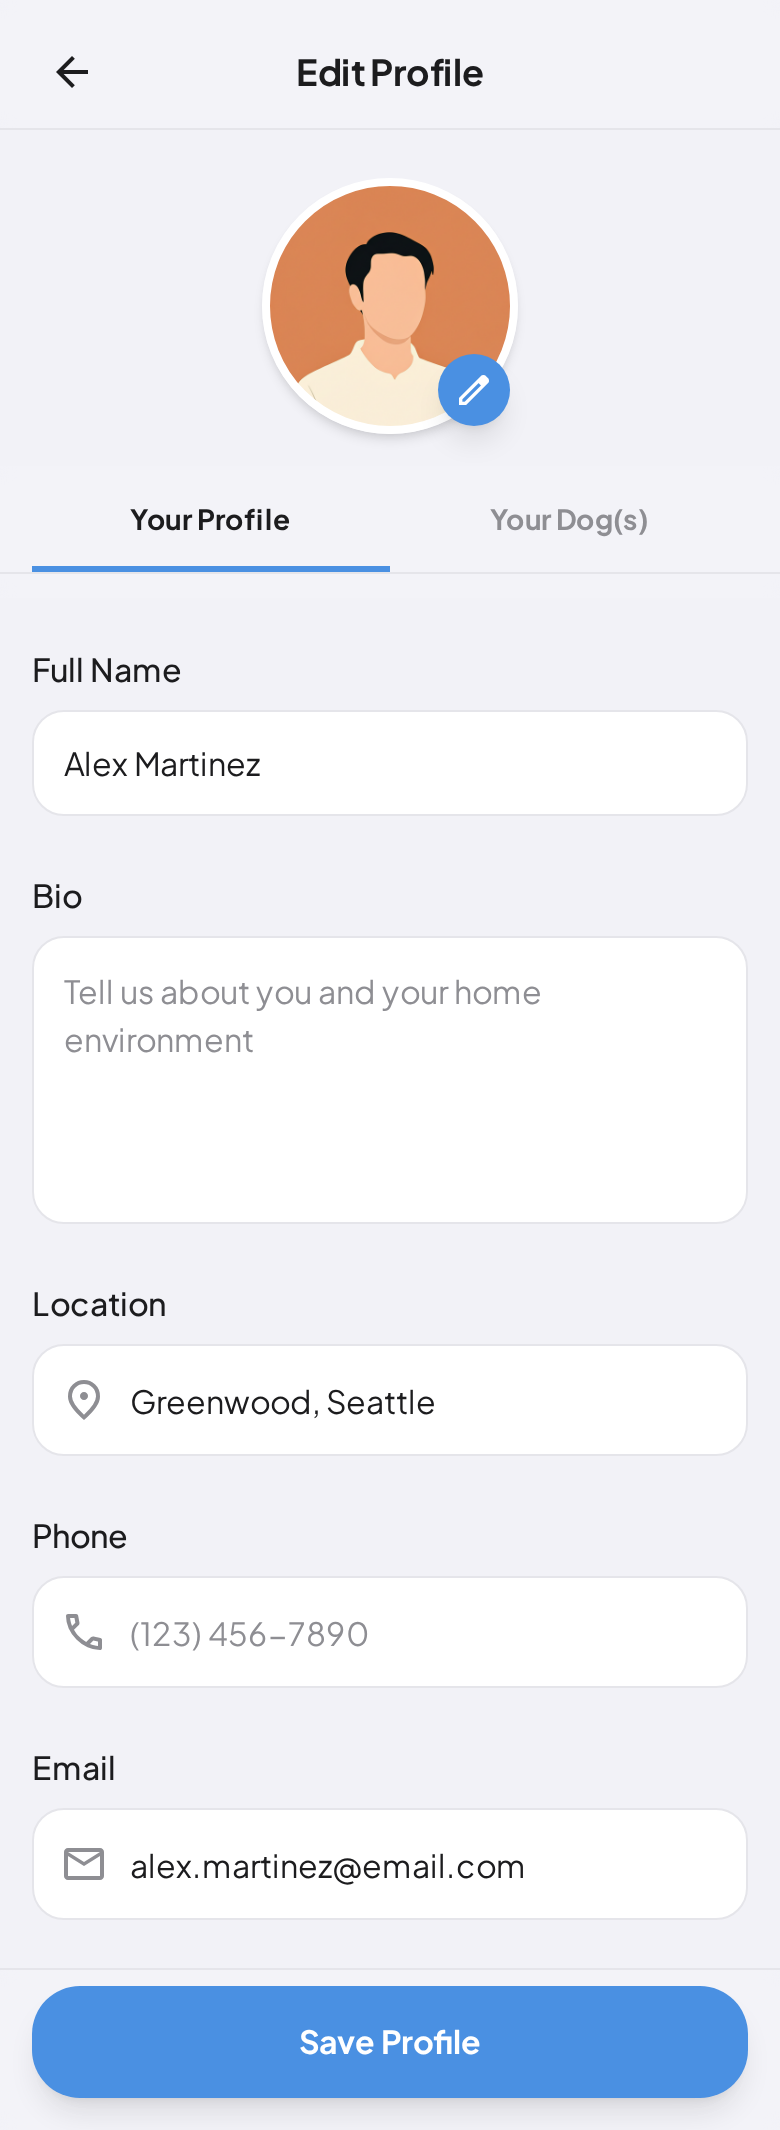 Edit Profile
Your Profile
Your Dog(s)
Full Name
Alex Martinez
Bio
Tell us about you and your home
environment
Location
Greenwood, Seattle
Phone
(123) 456-7890
Email
alex.martinez@email.com
Save Profile